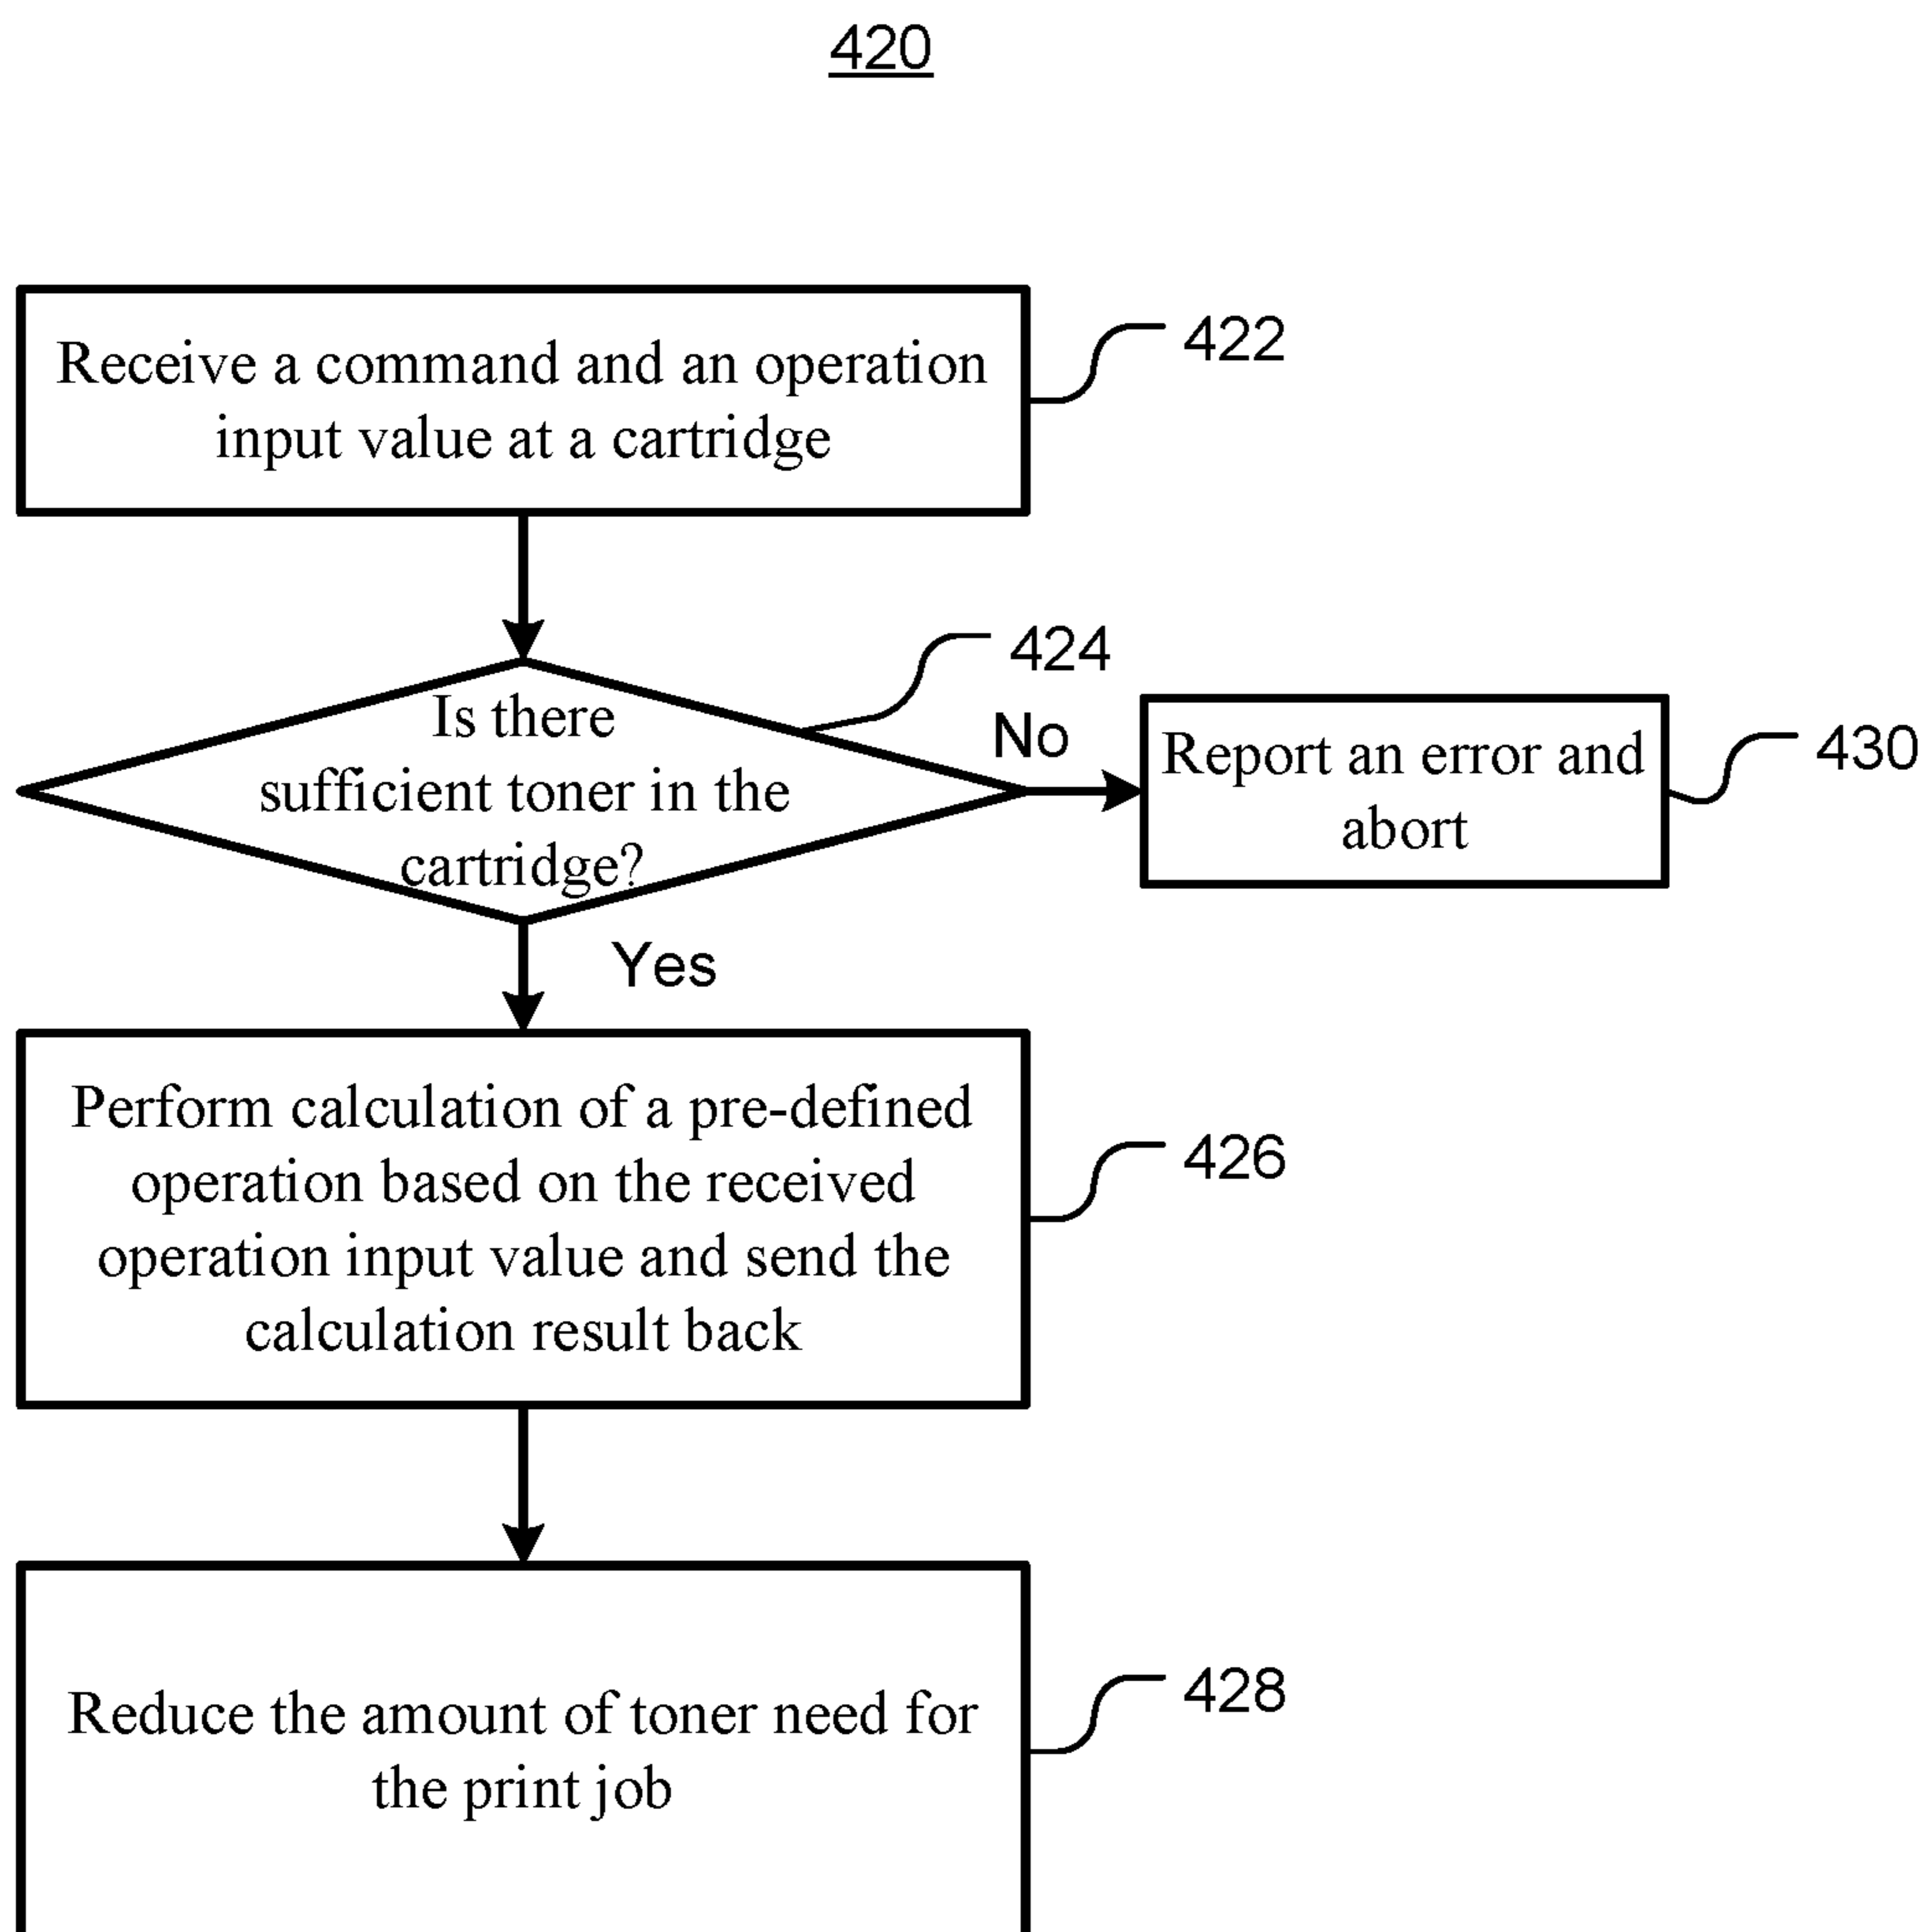 420
Receive a command and an operation
input value at a cartridge
422
Is there
sufficient toner in the
cartridge?
424
No
Report an error and
abort
430
Yes
Perform calculation of a pre-defined
operation based on the received
operation input value and send the
calculation result back
426
Reduce the amount of toner need for
the print job
428